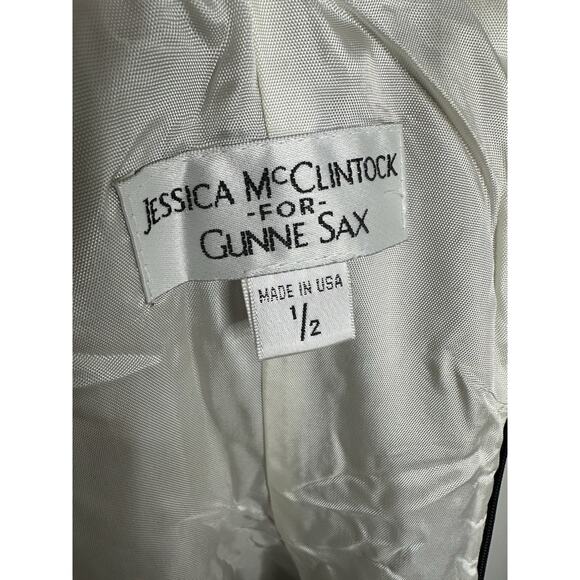 JESSICA MCCLINTOCK
-FOR-
GUNNE SAX
MADE IN USA
1/2